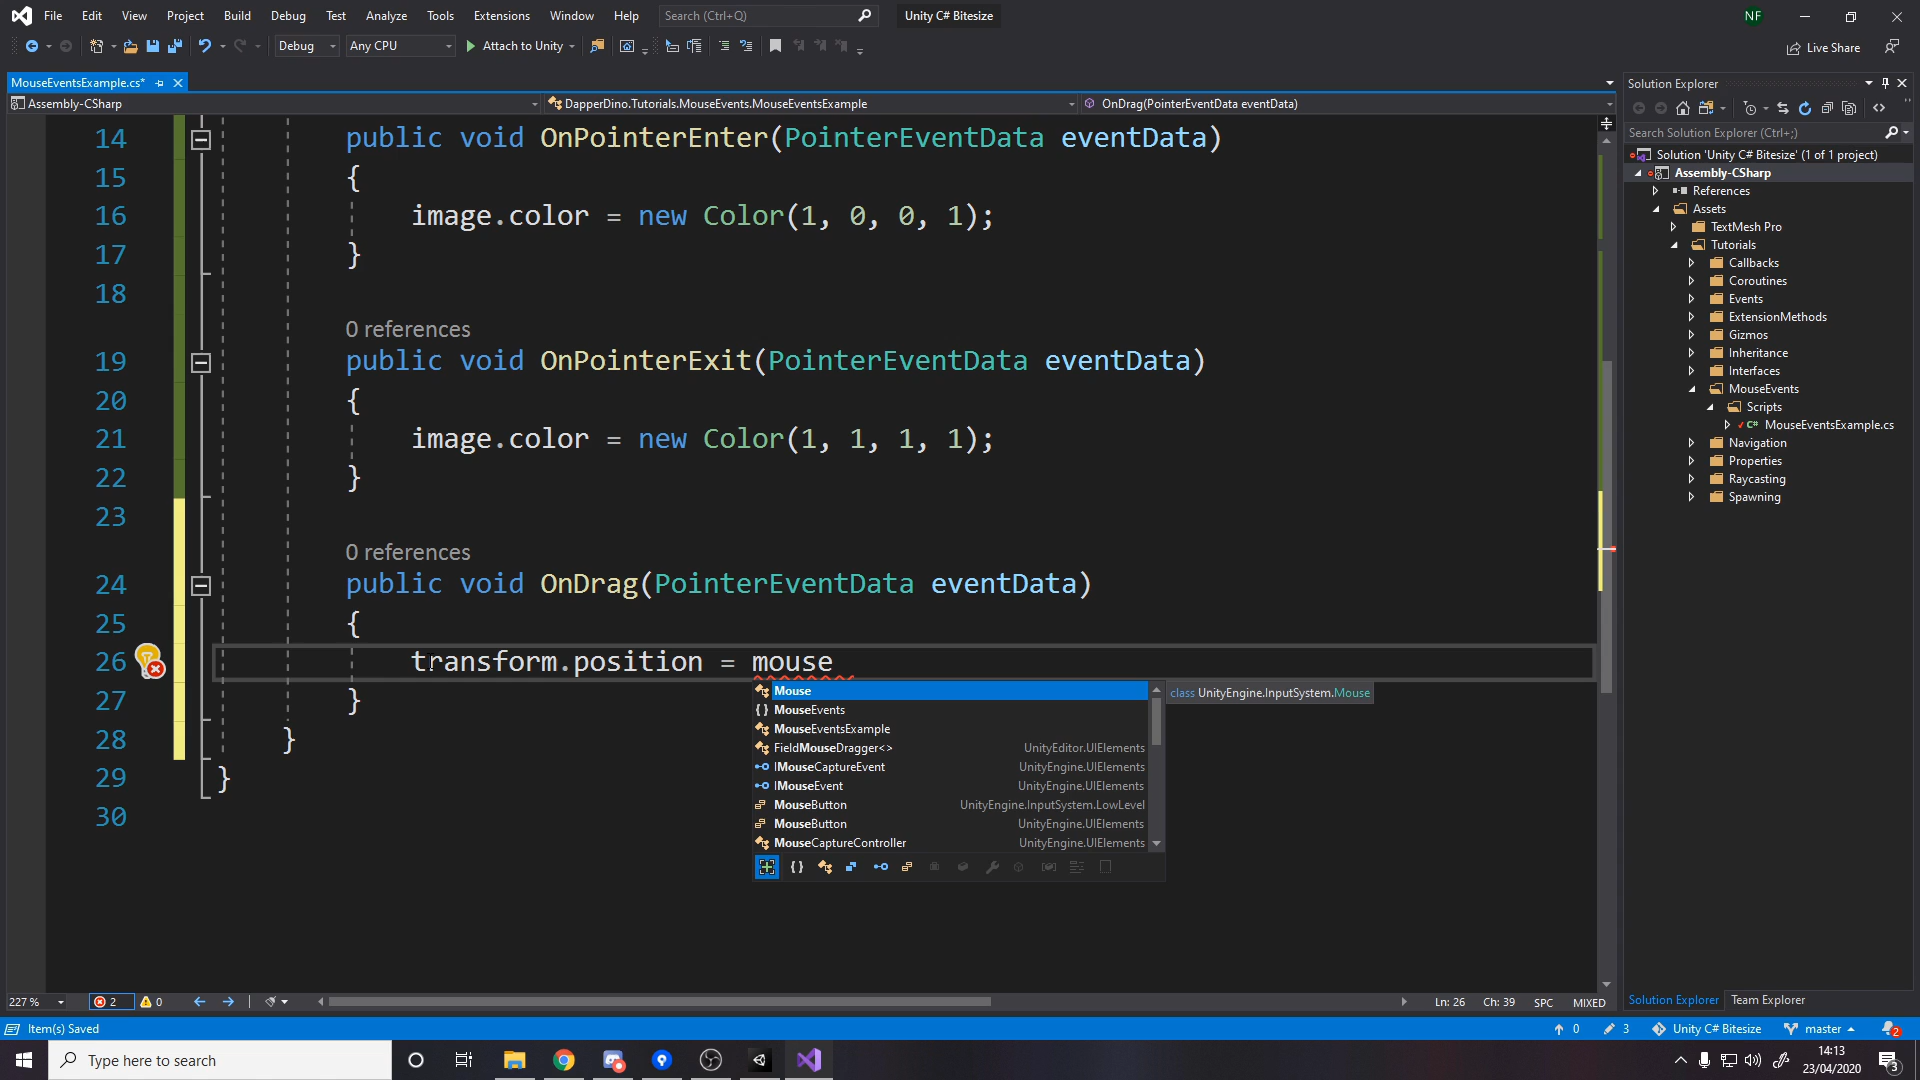 File Edit View Project Build Debug Test Analyze Tools Extensions Window Help Search (Ctrl+Q) Unity C# Bitesize NF
Debug Any CPU Attach to Unity Live Share
MouseEventsExample.cs*
Assembly-CSharp DapperDino.Tutorials.MouseEvents.MouseEventsExample OnDrag(PointerEventData eventData)
14 public void OnPointerEnter(PointerEventData eventData)
15 {
16 image.color = new Color(1, 0, 0, 1);
17 }
18
0 references
19 public void OnPointerExit(PointerEventData eventData)
20 {
21 image.color = new Color(1, 1, 1, 1);
22 }
23
0 references
24 public void OnDrag(PointerEventData eventData)
25 {
26 transform.position = mouse
27 }
28 }
29 }
30
Mouse
{ } MouseEvents
MouseEventsExample
FieldMouseDragger<> UnityEditor.UIElements
IMouseCaptureEvent UnityEngine.UIElements
IMouseEvent UnityEngine.UIElements
MouseButton UnityEngine.InputSystem.LowLevel
MouseButton UnityEngine.UIElements
MouseCaptureController UnityEngine.UIElements
class UnityEngine.InputSystem.Mouse
Solution Explorer
Search Solution Explorer (Ctrl+;)
Solution 'Unity C# Bitesize' (1 of 1 project)
Assembly-CSharp
References
Assets
TextMesh Pro
Tutorials
Callbacks
Coroutines
Events
ExtensionMethods
Gizmos
Inheritance
Interfaces
MouseEvents
Scripts
C# MouseEventsExample.cs
Navigation
Properties
Raycasting
Spawning
227 % 2 0 Ln: 26 Ch: 39 SPC MIXED
Solution Explorer Team Explorer
Item(s) Saved 0 3 Unity C# Bitesize master 2
Type here to search
14:13
23/04/2020
3